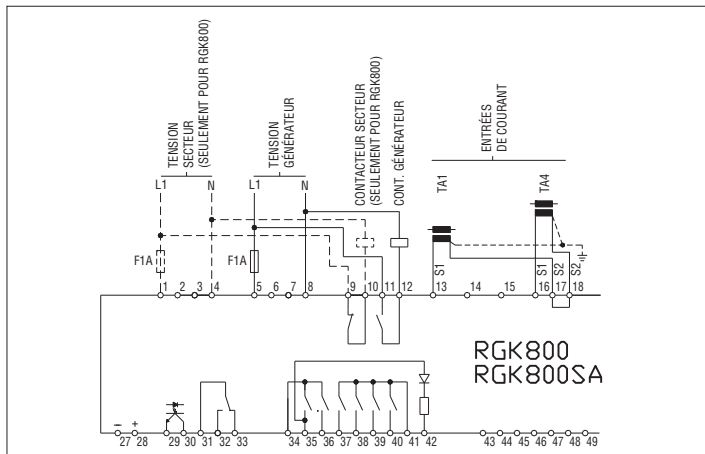 TENSION
SECTEUR
(SEULEMENT POUR RGK800)
TENSION
GÉNÉRATEUR
CONTACTEUR SECTEUR
(SEULEMENT POUR RGK800)
CONT. GÉNÉRATEUR
ENTRÉES
DE COURANT
L1 N L1 N TA1 TA4
F1A F1A
S1 S1 S2 S2
1 2 3 4 5 6 7 8 9 10 11 12 13 14 15 16 17 18
RGK800
RGK800SA
– +
27 28 29 30 31 32 33 34 35 36 37 38 39 40 41 42 43 44 45 46 47 48 49